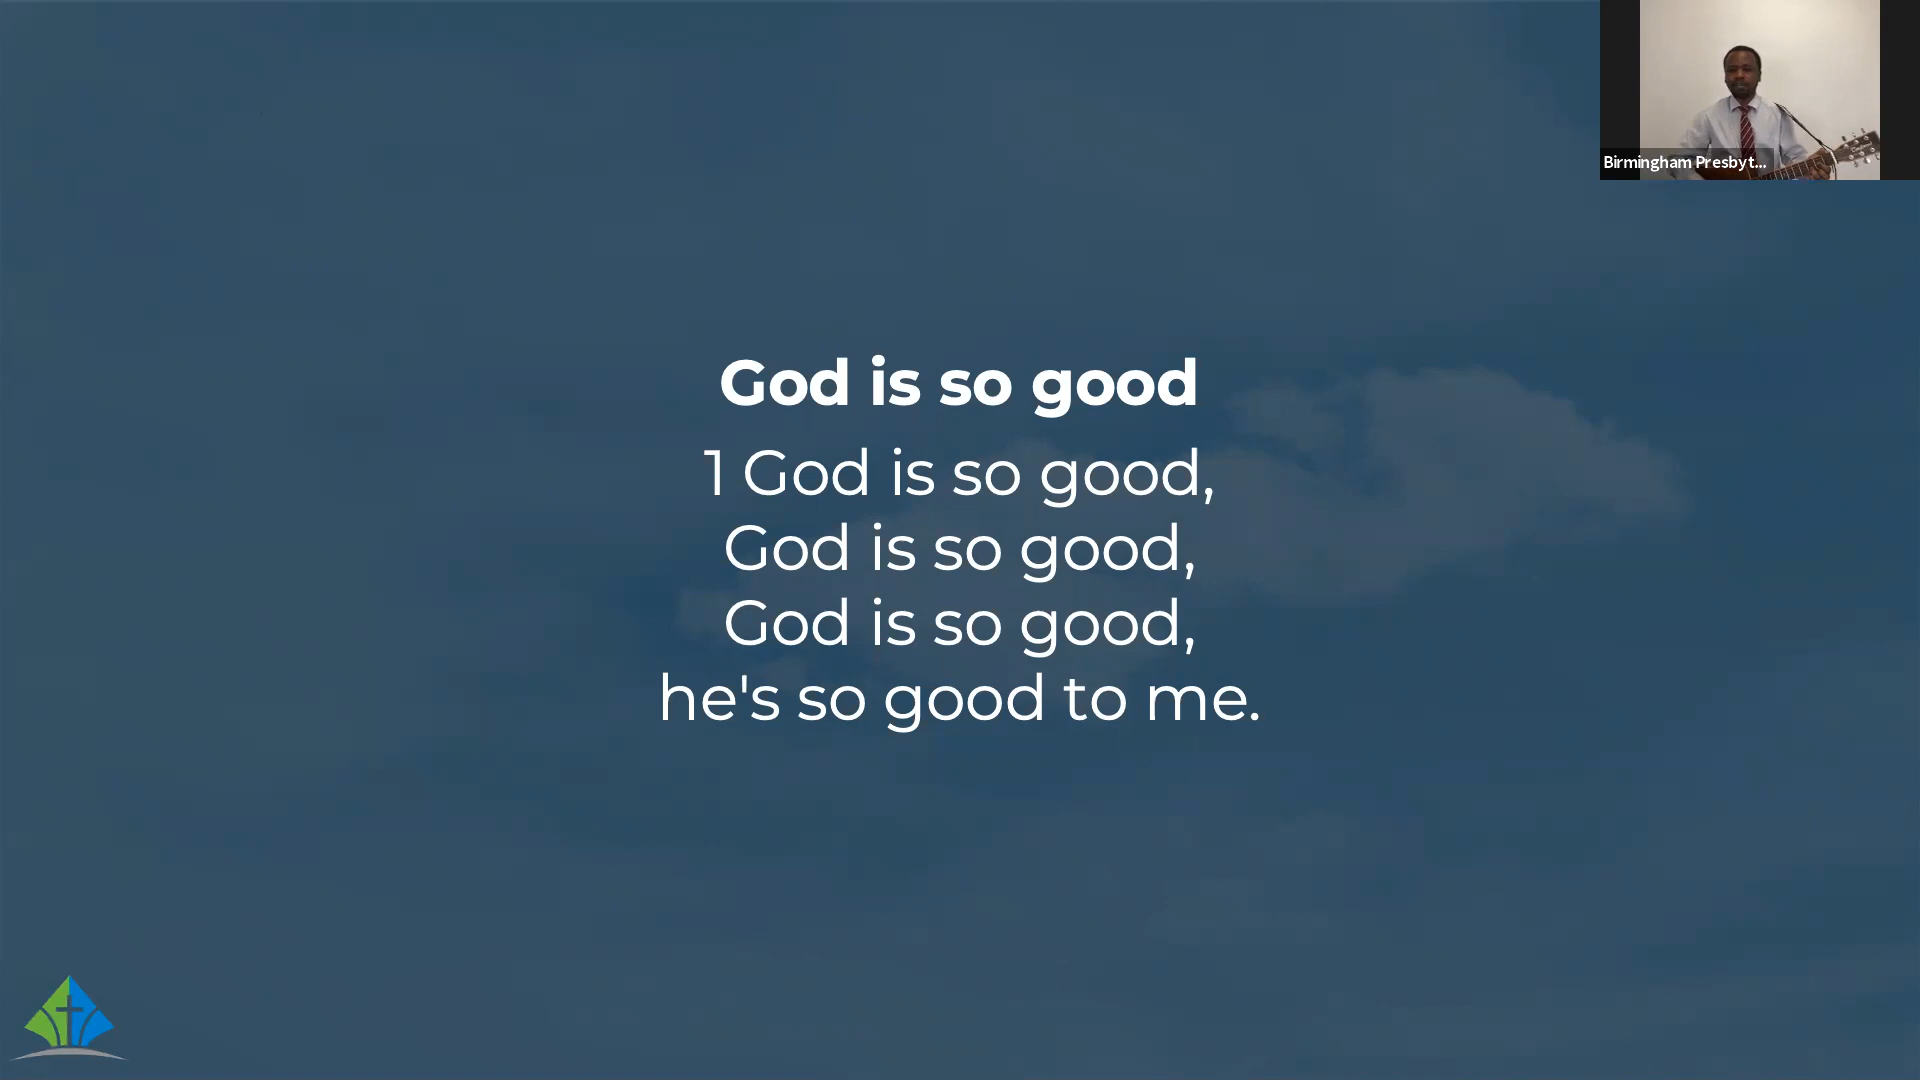 Birmingham Presbyt...
God is so good
1 God is so good,
God is so good,
God is so good,
he's so good to me.